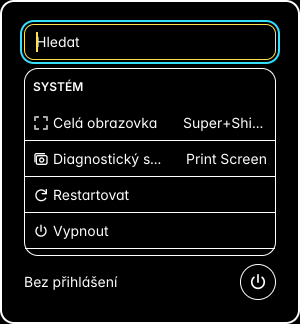 Hledat
SYSTÉM
Celá obrazovka Super+Shi...
Diagnostický s... Print Screen
Restartovat
Vypnout
Bez přihlášení